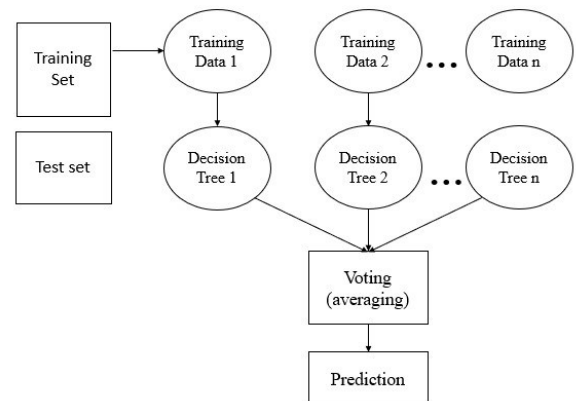 Training
Set
Training
Data 1
Training
Data 2
...
Training
Data n
Test set
Decision
Tree 1
Decision
Tree 2
...
Decision
Tree n
Voting
(averaging)
Prediction